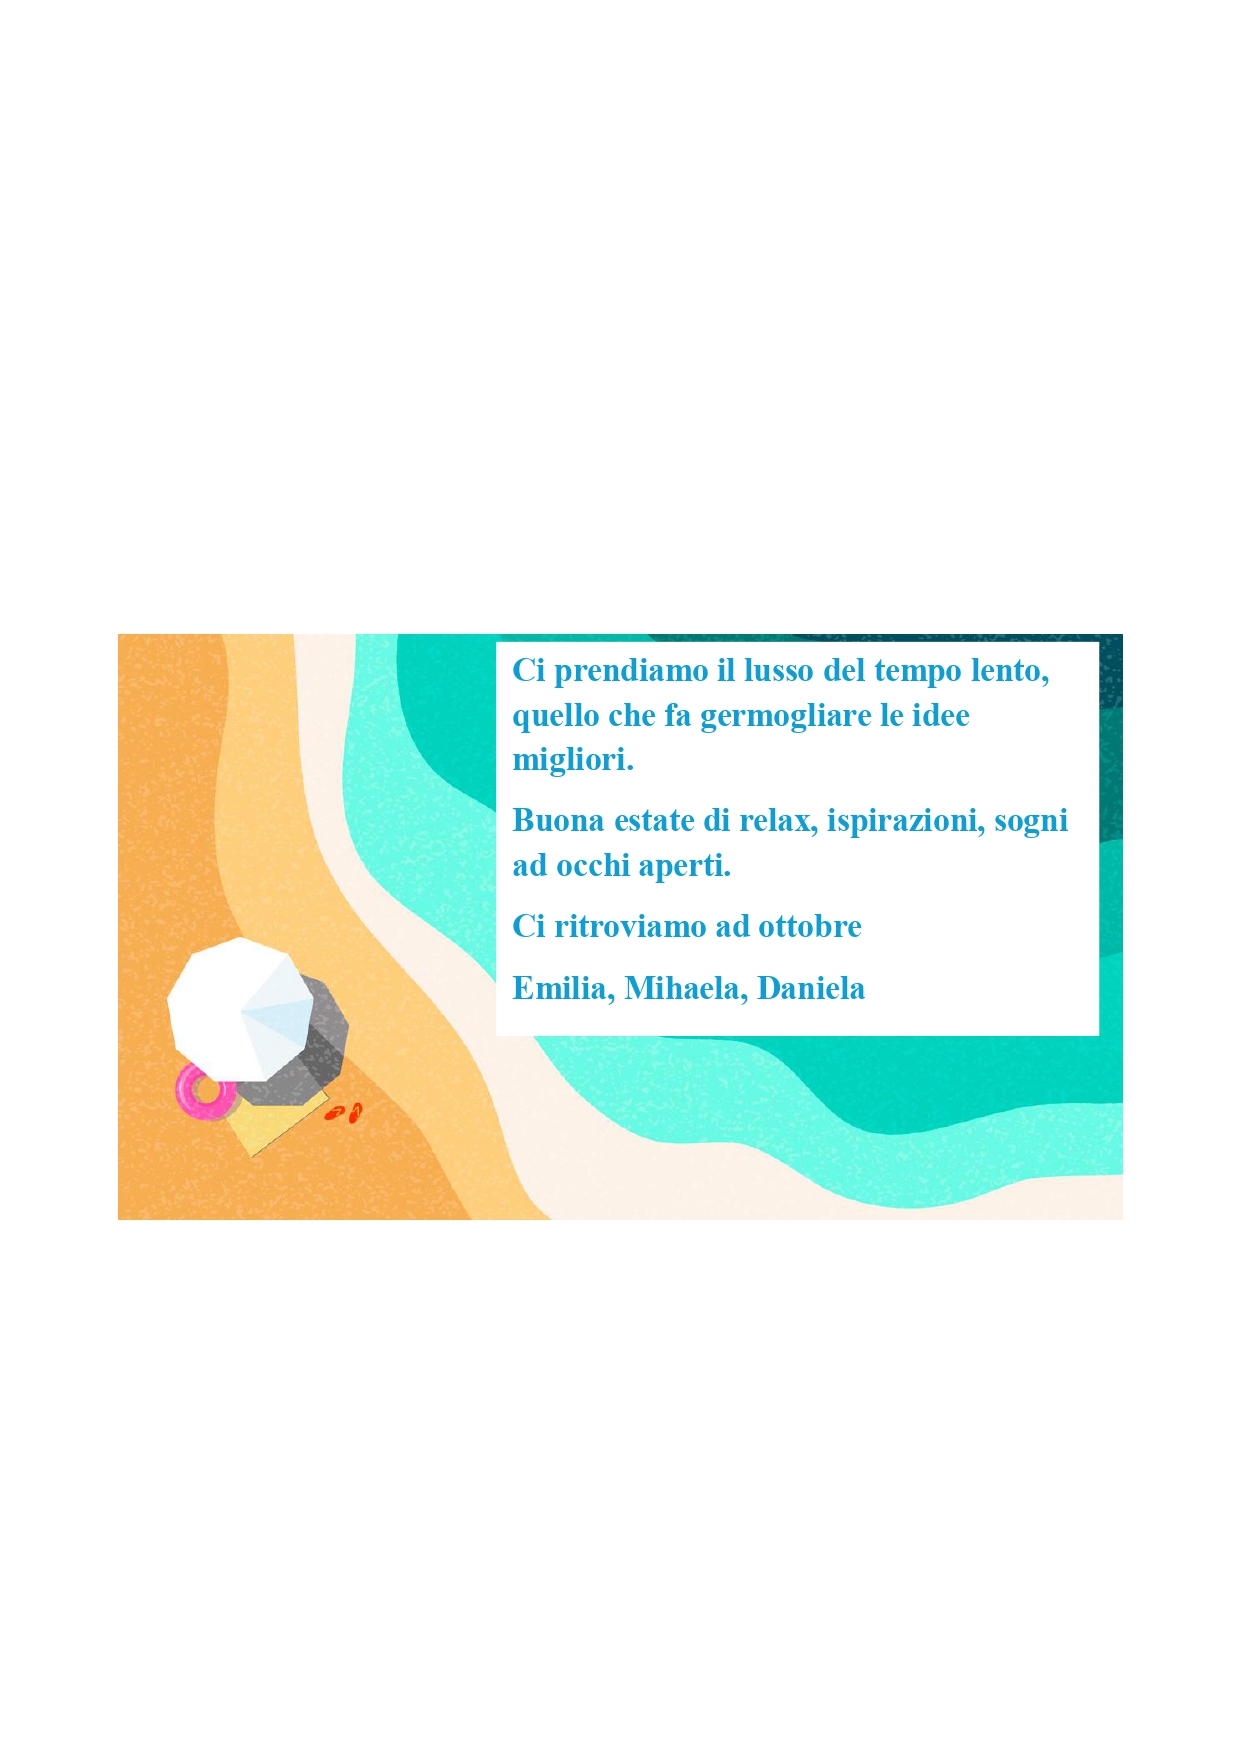 Ci prendiamo il lusso del tempo lento,
quello che fa germogliare le idee
migliori.
Buona estate di relax, ispirazioni, sogni
ad occhi aperti.
Ci ritroviamo ad ottobre
Emilia, Mihaela, Daniela